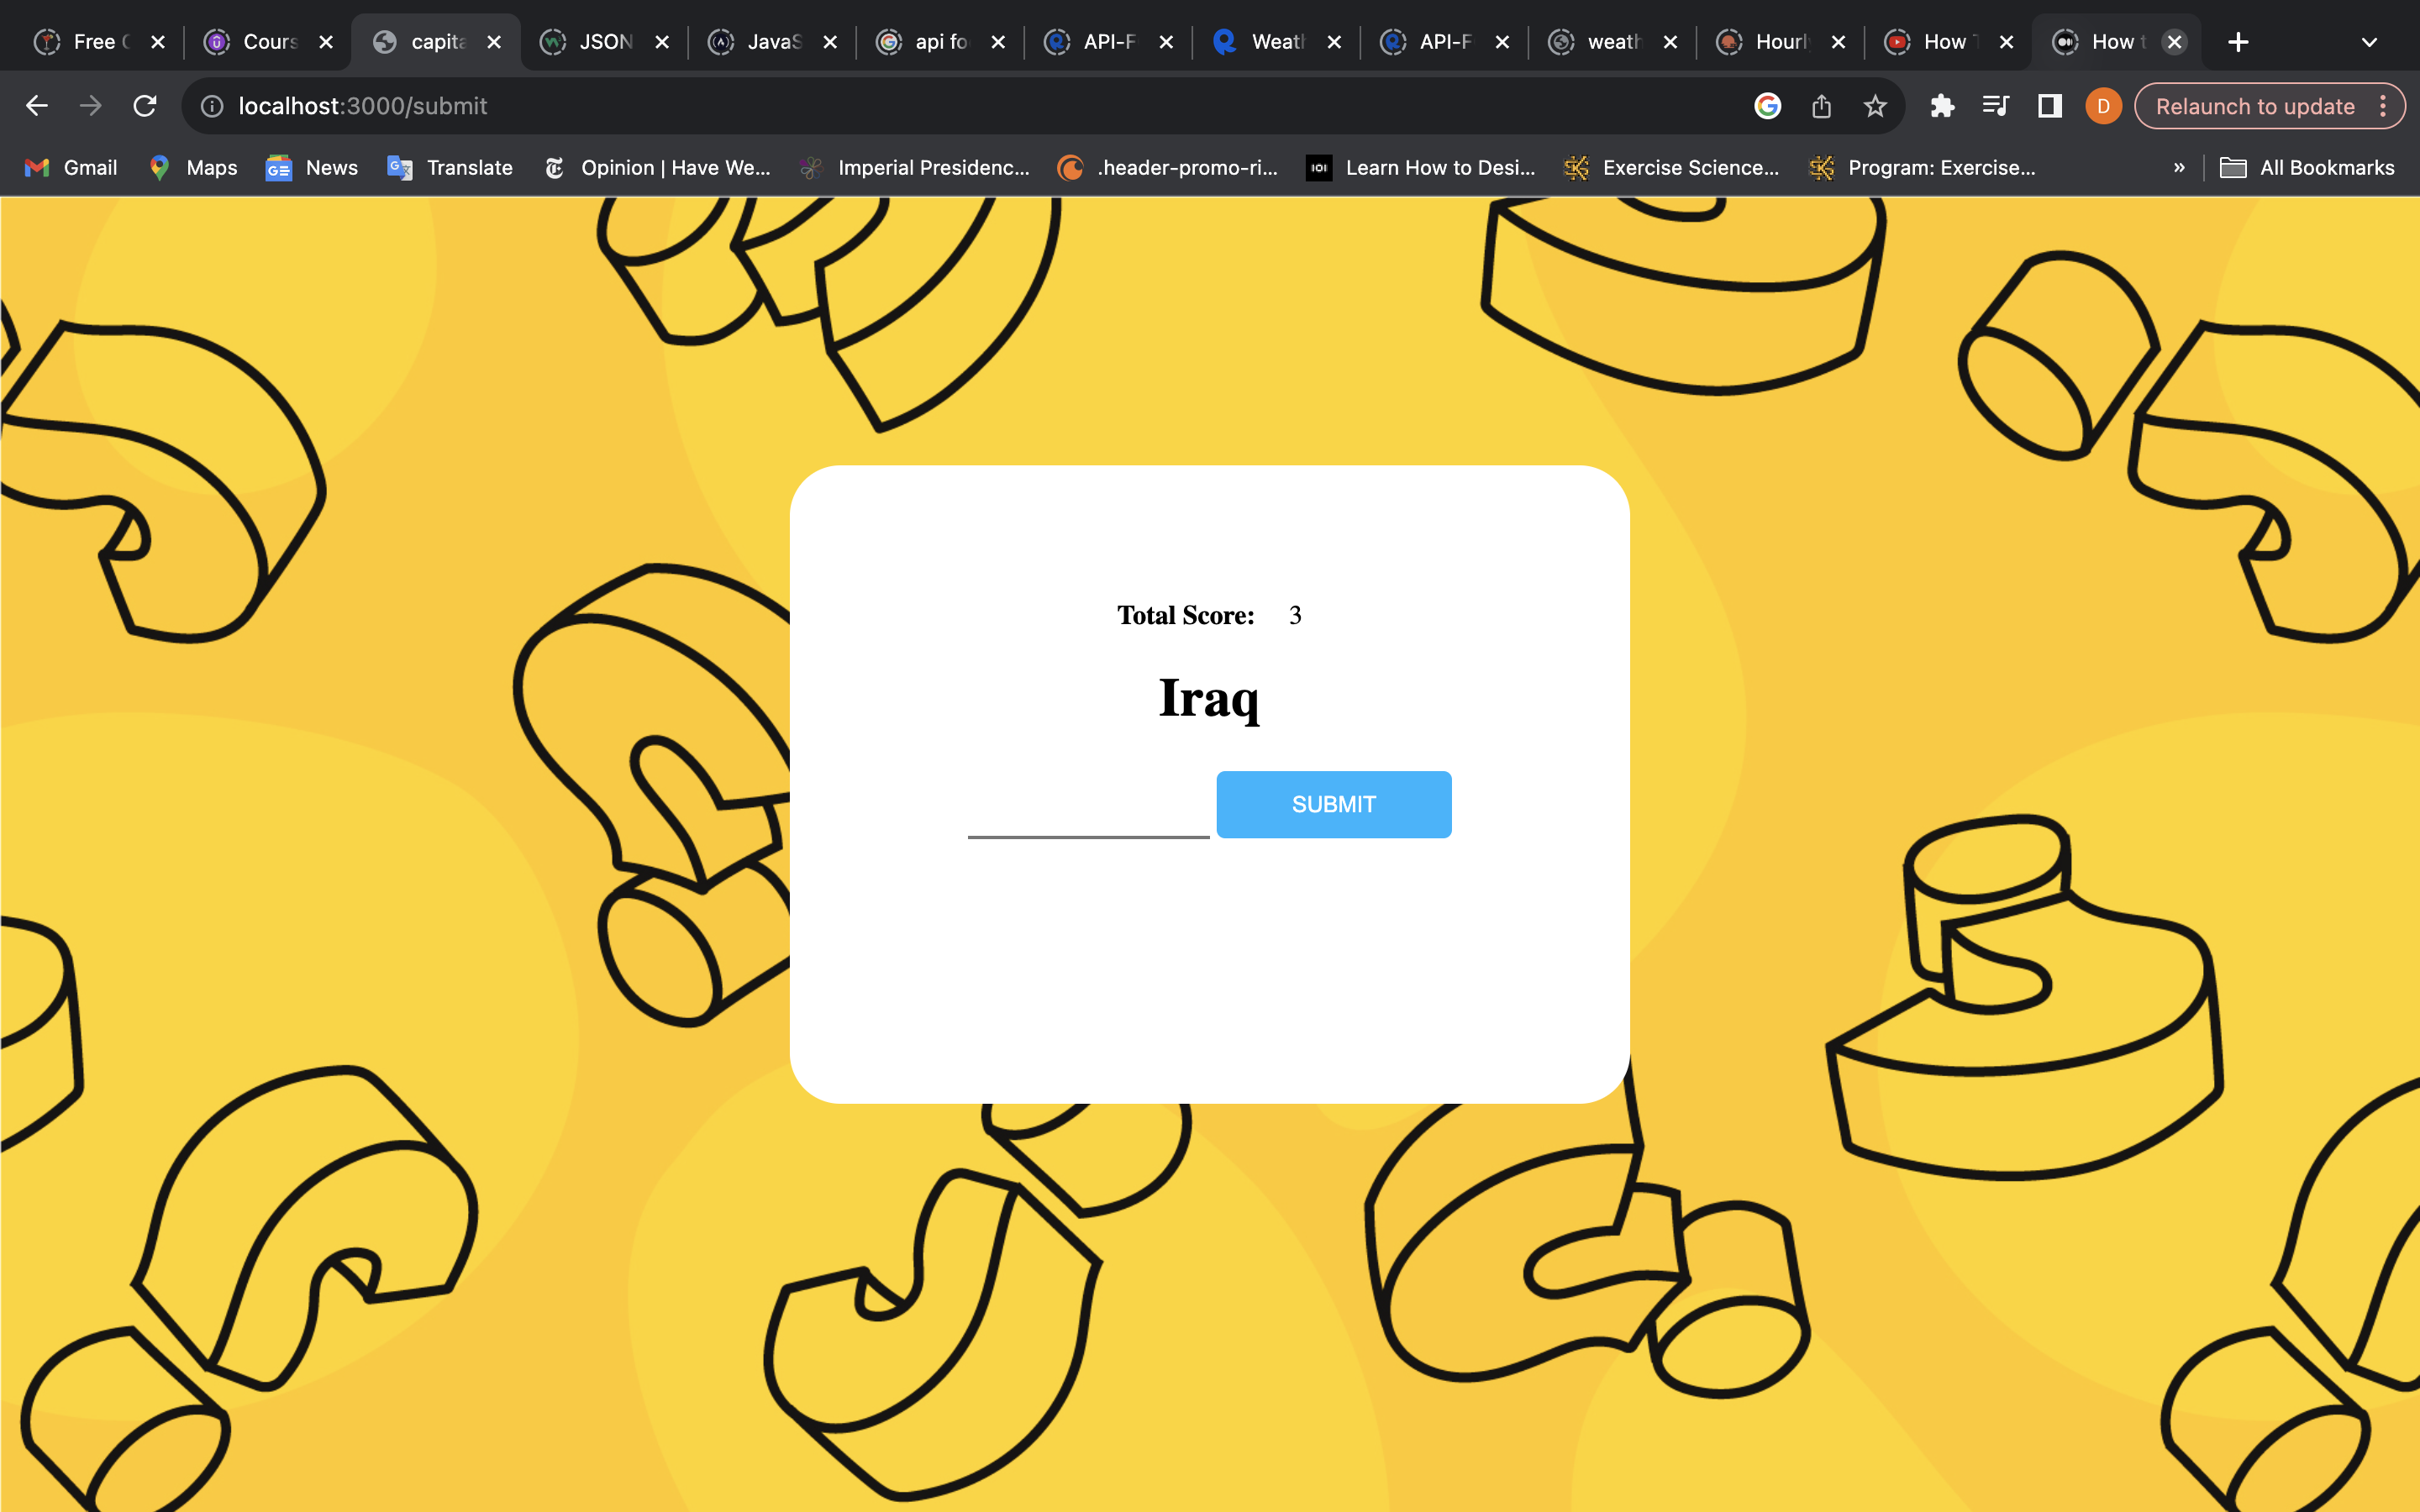 Free
Cours
capita
JSON
JavaS
api fo
API-F
Weath
API-F
weath
Hourl
How T
How t
localhost:3000/submit
D
Relaunch to update
Gmail
Maps
News
Translate
Opinion | Have We...
Imperial Presidenc...
.header-promo-ri...
Learn How to Desi...
Exercise Science...
Program: Exercise...
»
All Bookmarks
Total Score: 3
Iraq
SUBMIT